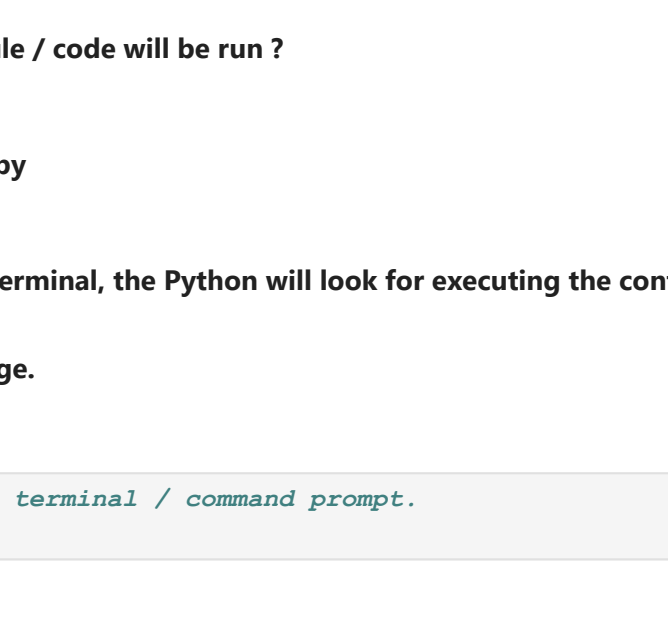 le / code will be run ?
py
erminal, the Python will look for executing the con
ge.
terminal / command prompt.